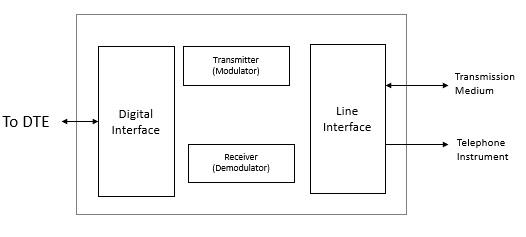 To DTE
Digital
Interface
Transmitter
(Modulator)
Receiver
(Demodulator)
Line
Interface
Transmission
Medium
Telephone
Instrument